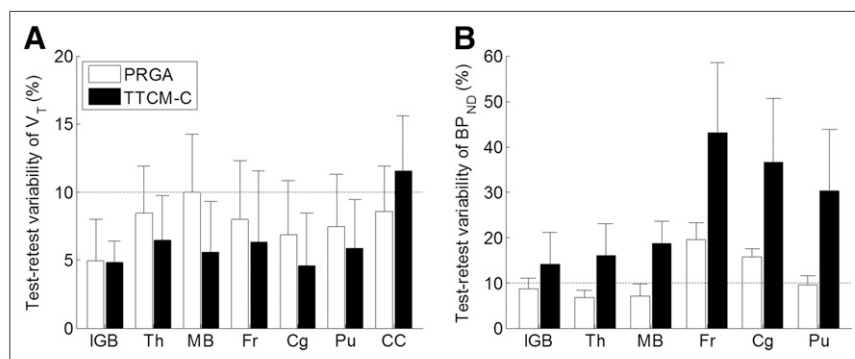 A
Test-retest variability of V_T (%)
20
15
10
5
0
PRGA
TTCM-C
IGB Th MB Fr Cg Pu CC
B
Test-retest variability of BP_ND (%)
60
50
40
30
20
10
0
IGB Th MB Fr Cg Pu